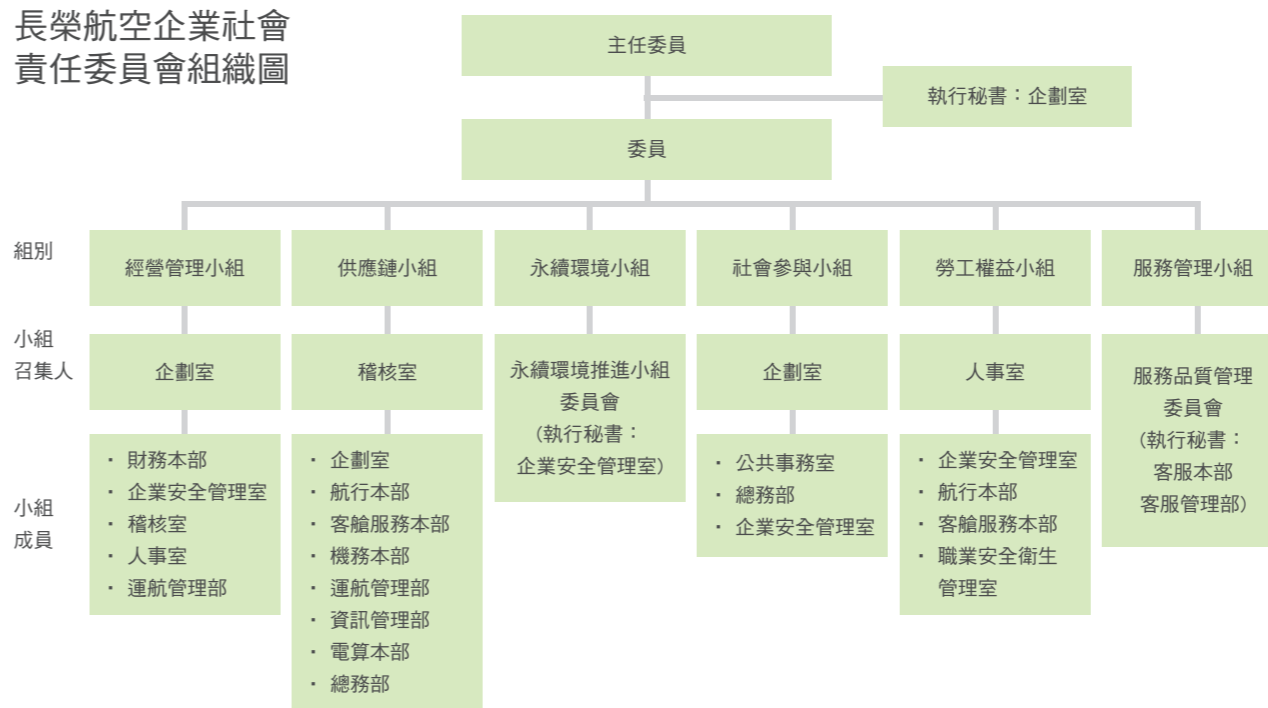 長榮航空企業社會
責任委員會組織圖
主任委員
執行秘書：企劃室
委員
組別
經營管理小組
供應鏈小組
永續環境小組
社會參與小組
勞工權益小組
服務管理小組
小組
召集人
企劃室
稽核室
永續環境推進小組
委員會
(執行秘書：
企業安全管理室)
企劃室
人事室
服務品質管理
委員會
(執行秘書：
客服本部
客服管理部)
小組
成員
・ 財務本部
・ 企業安全管理室
・ 稽核室
・ 人事室
・ 運航管理部
・ 企劃室
・ 航行本部
・ 客艙服務本部
・ 機務本部
・ 運航管理部
・ 資訊管理部
・ 電算本部
・ 總務部
・ 公共事務室
・ 總務部
・ 企業安全管理室
・ 企業安全管理室
・ 航行本部
・ 客艙服務本部
・ 職業安全衛生
管理室